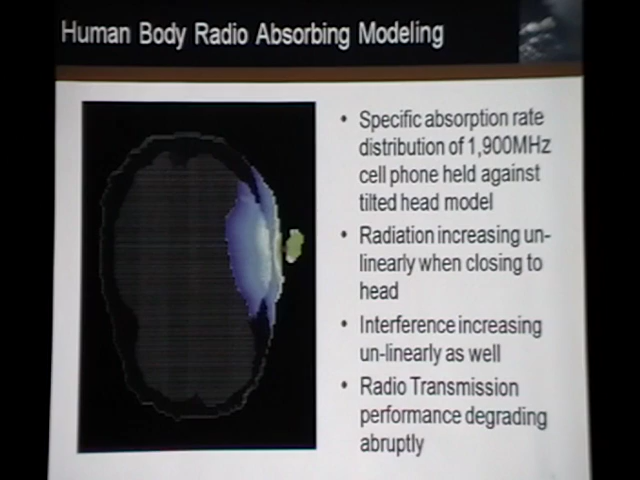 Human Body Radio Absorbing Modeling
• Specific absorption rate
distribution of 1,900MHz
cell phone held against
tilted head model
• Radiation increasing un-
linearly when closing to
head
• Interference increasing
un-linearly as well
• Radio Transmission
performance degrading
abruptly